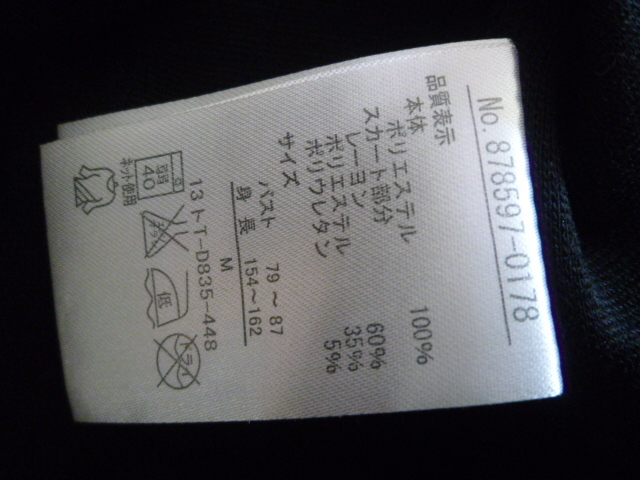 No. 878597-0178
品質表示
本体
ポリエステル 100%
スカート部分
レーヨン 60%
ポリエステル 35%
ポリウレタン 5%
サイズ
バスト 79～87
身長 154～162
M
13トT-D835-448
40
低
ドライ
ネット使用